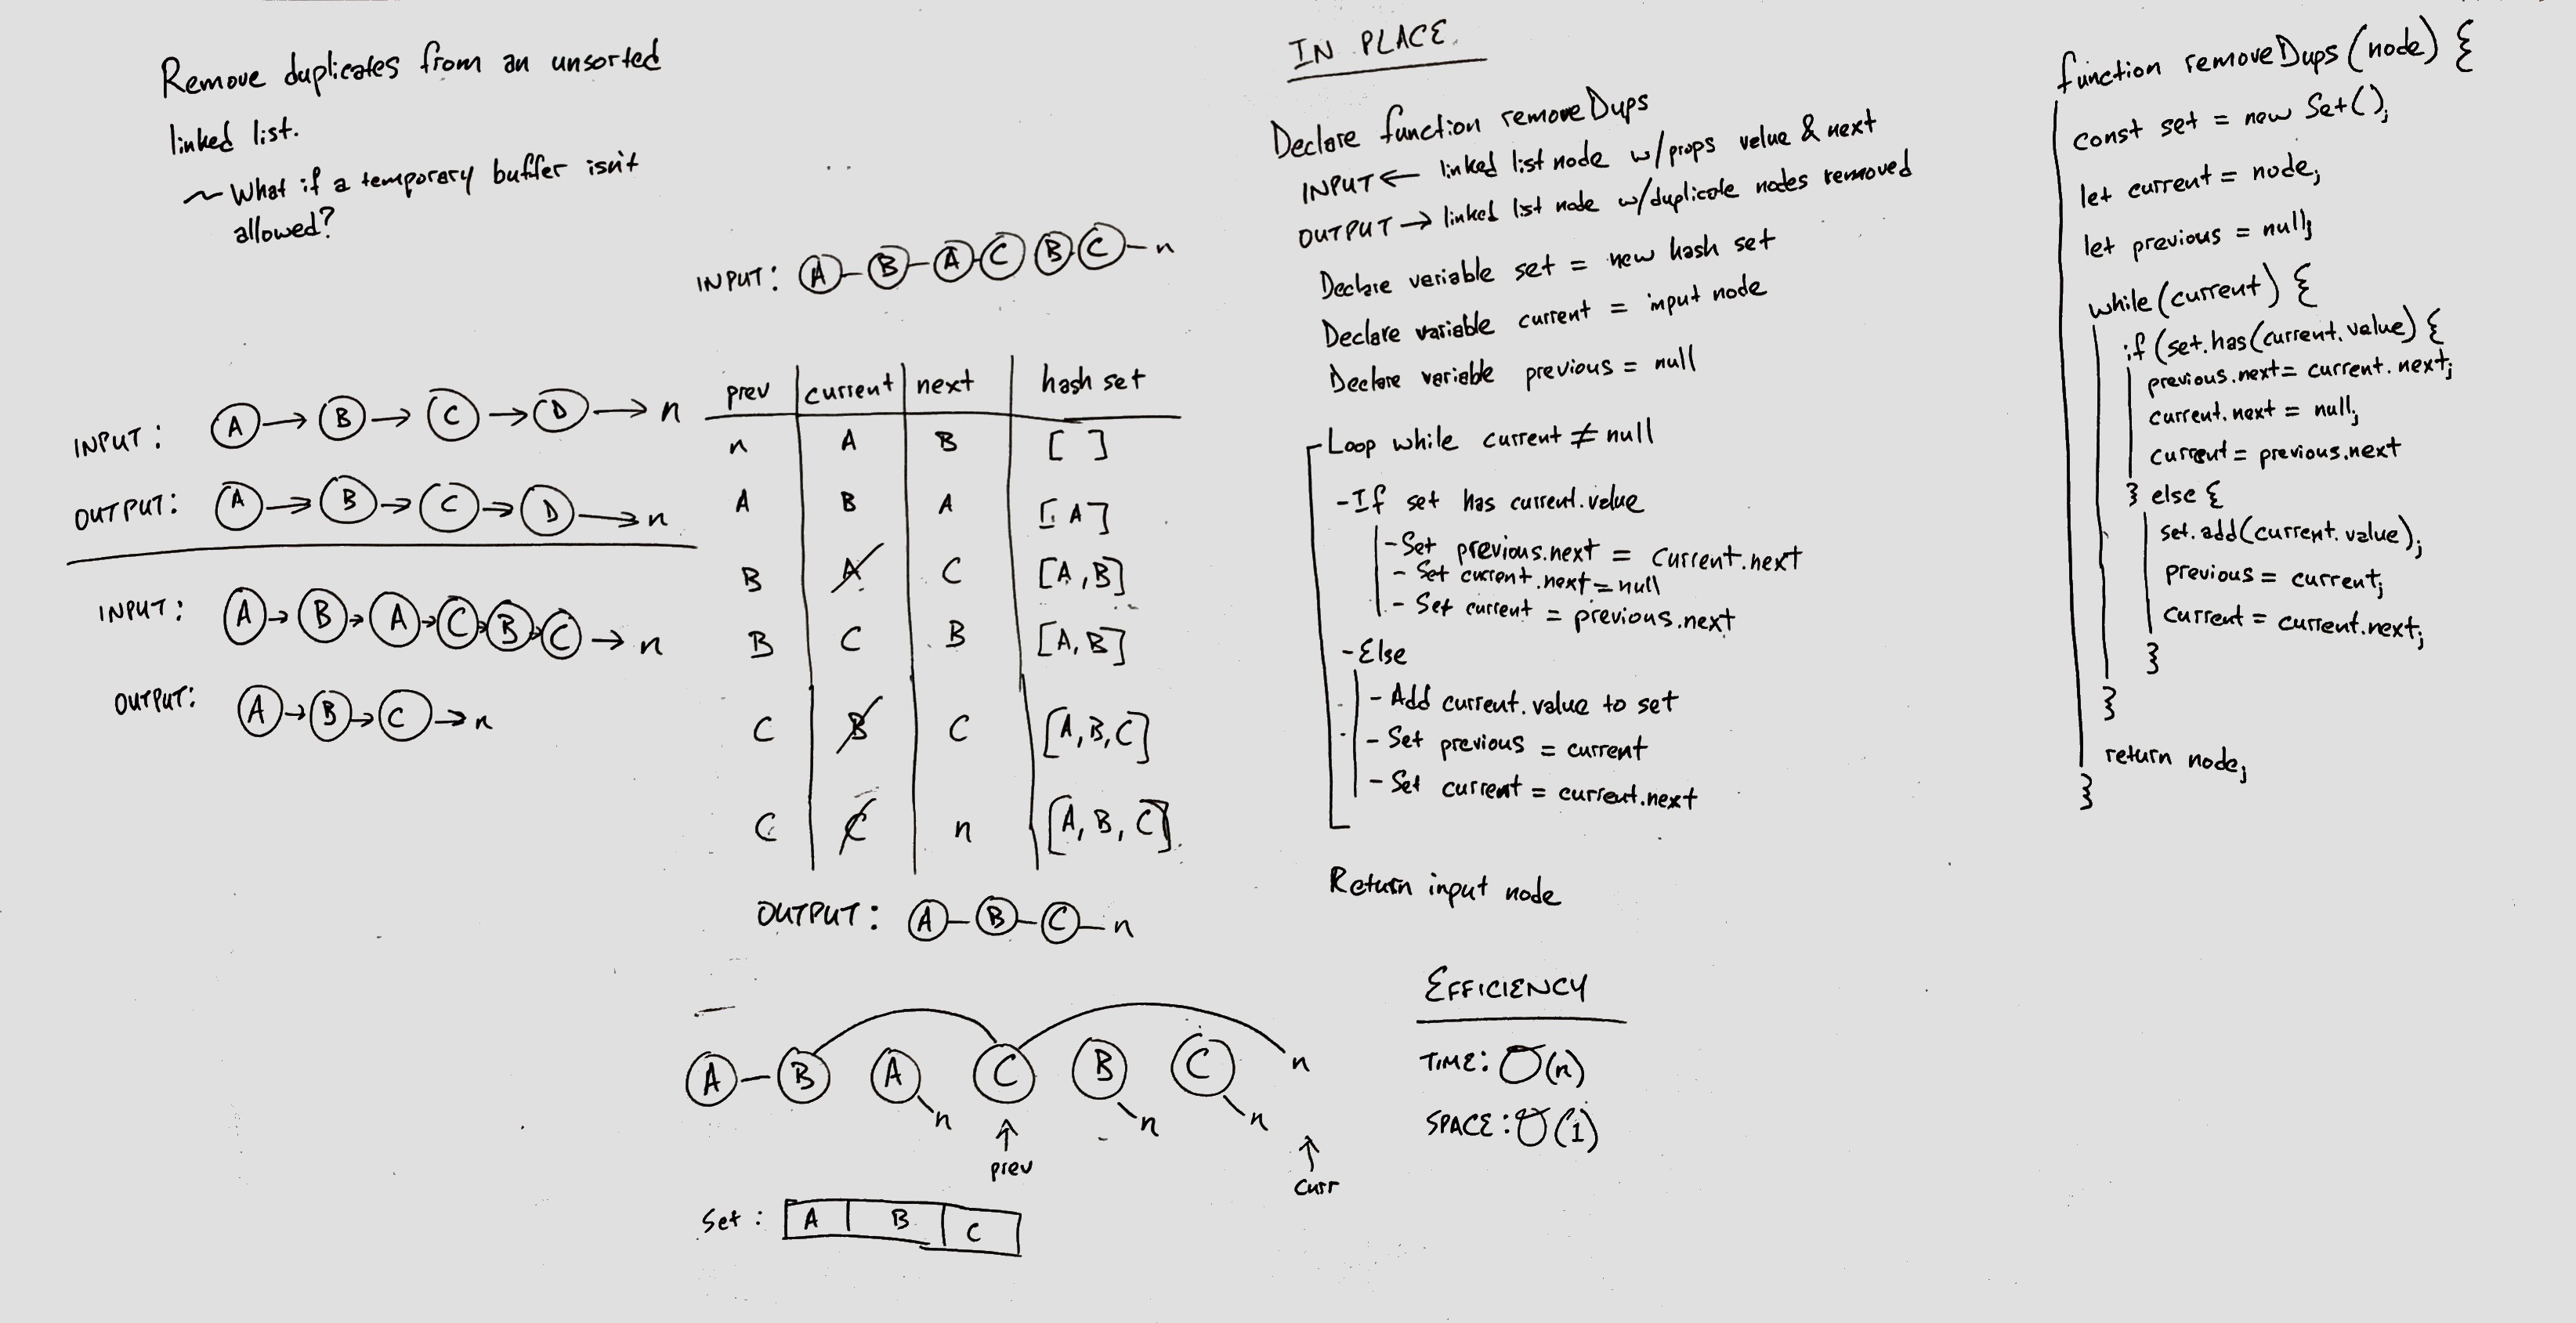 Remove duplicates from an unsorted
linked list.
~ What if a temporary buffer isn't
allowed?
INPUT: A → B → C → D → n
OUTPUT: A → B → C → D → n
INPUT: A → B → A → C → B → C → n
OUTPUT: A → B → C → n
INPUT: A - B - A - C B - C - n
prev current next hash set
n A B [ ]
A B A [A]
B A C [A,B]
B C B [A,B]
C B C [A,B,C]
C C n [A, B, C]
OUTPUT: A - B - C - n
A - B A C B C n
n n n
prev
curr
Set: A B C
IN PLACE
Declare function removeDups
INPUT ← linked list node w/props value & next
OUTPUT → linked list node w/duplicate nodes removed
Declare variable set = new hash set
Declare variable current = input node
Declare variable previous = null
Loop while current ≠ null
- If set has current.value
- Set previous.next = current.next
- Set current.next = null
- Set current = previous.next
- Else
- Add current.value to set
- Set previous = current
- Set current = current.next
Return input node
EFFICIENCY
TIME: O(n)
SPACE: O(1)
function removeDups (node) {
const set = new Set();
let current = node;
let previous = null;
while (current) {
if (set.has(current.value) {
previous.next = current.next;
current.next = null;
current = previous.next
} else {
set.add(current.value);
previous = current;
current = current.next;
}
}
return node;
}